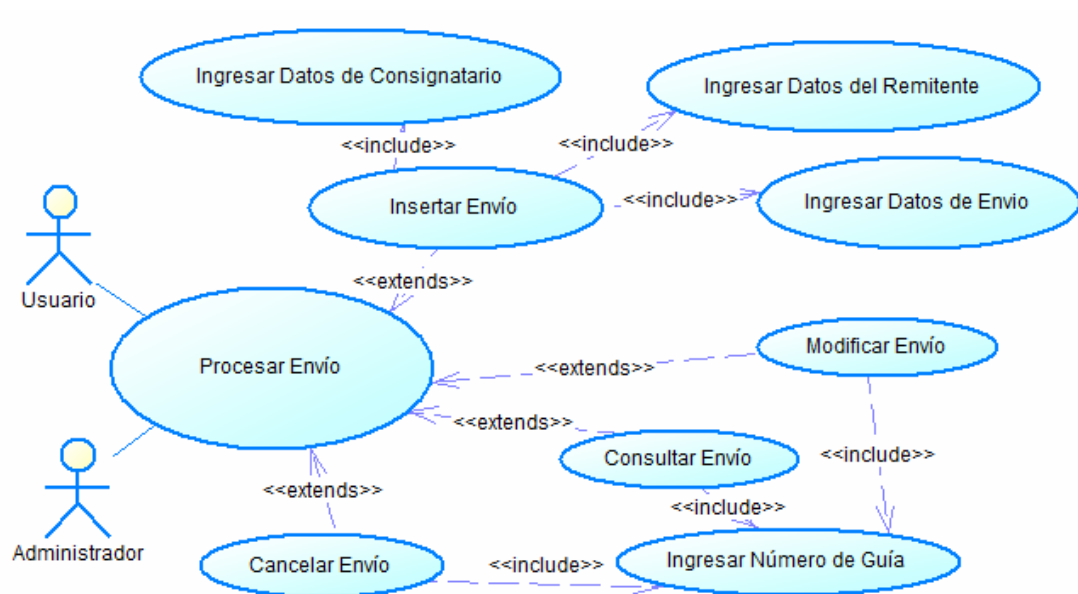 Ingresar Datos de Consignatario
Ingresar Datos del Remitente
<<include>>
<<include>>
Insertar Envío
<<include>>
Ingresar Datos de Envio
<<extends>>
Usuario
Procesar Envío
<<extends>>
Modificar Envío
<<extends>>
Consultar Envío
<<include>>
<<extends>>
<<include>>
Administrador
Cancelar Envío
<<include>>
Ingresar Número de Guía